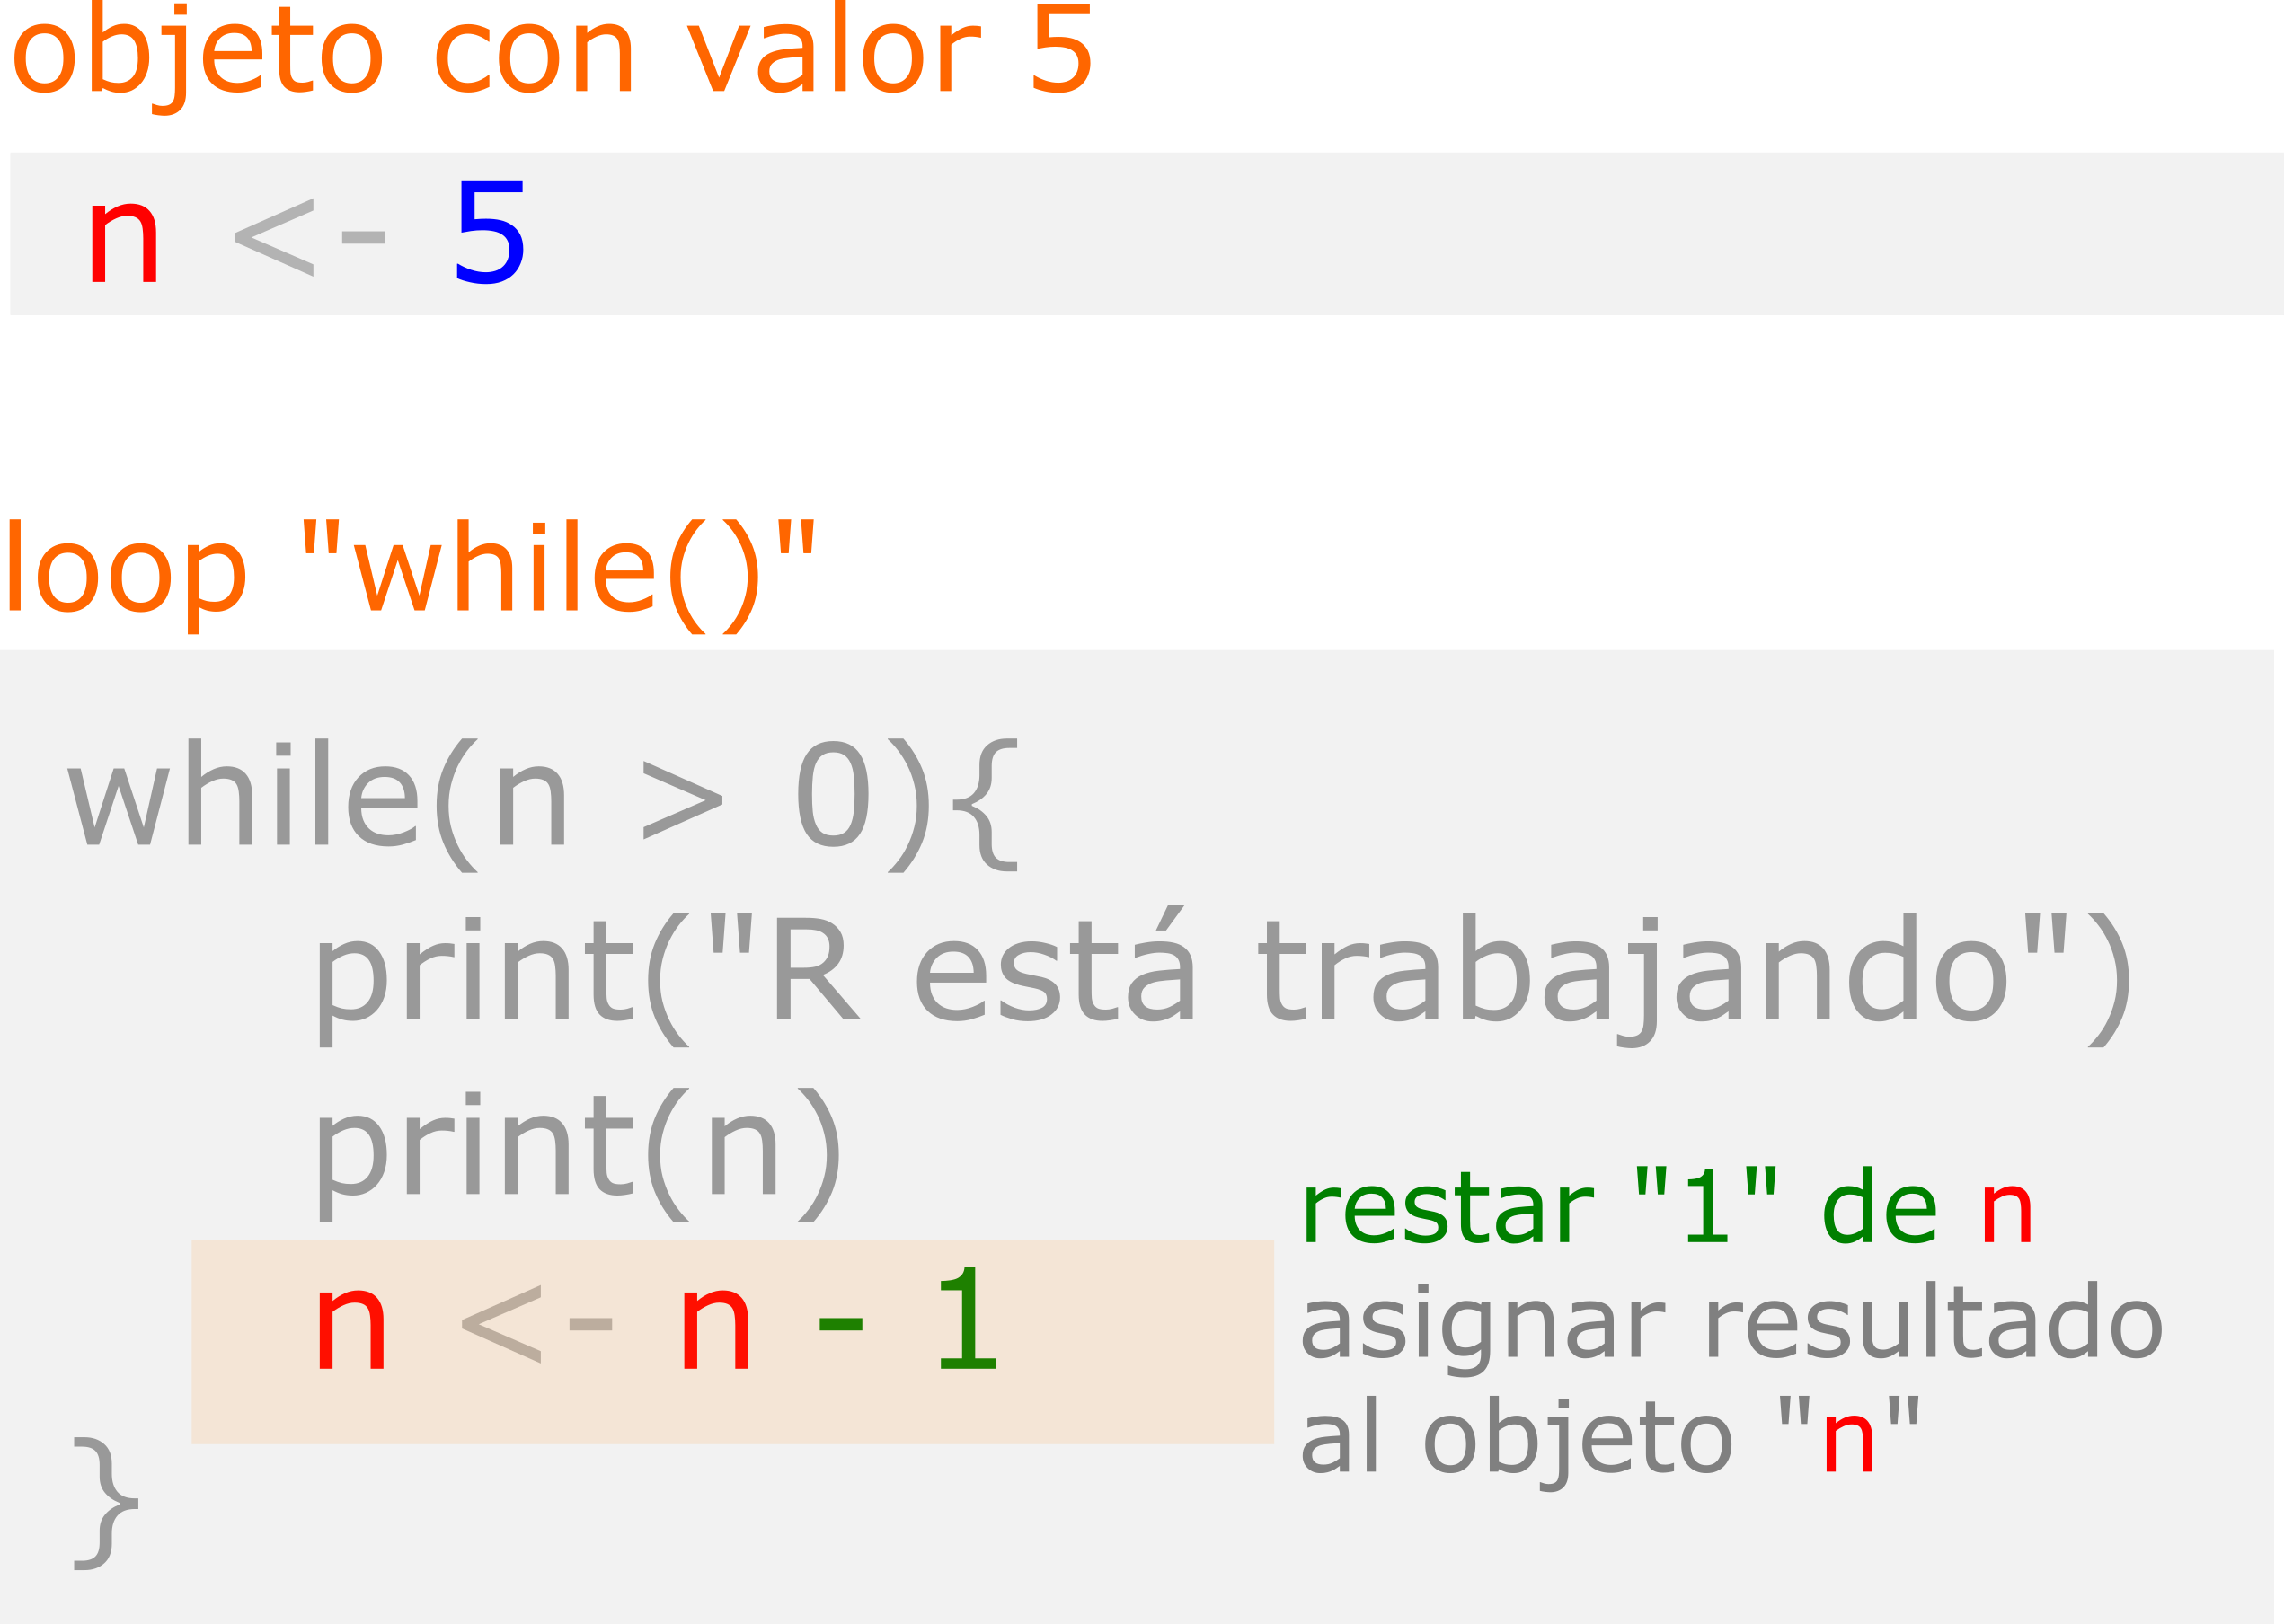 objeto con valor 5
n <- 5
loop "while()"
while(n > 0){
print("R está trabajando")
print(n)
n <- n - 1
restar "1" de n
asignar resultado
al objeto "n"
}